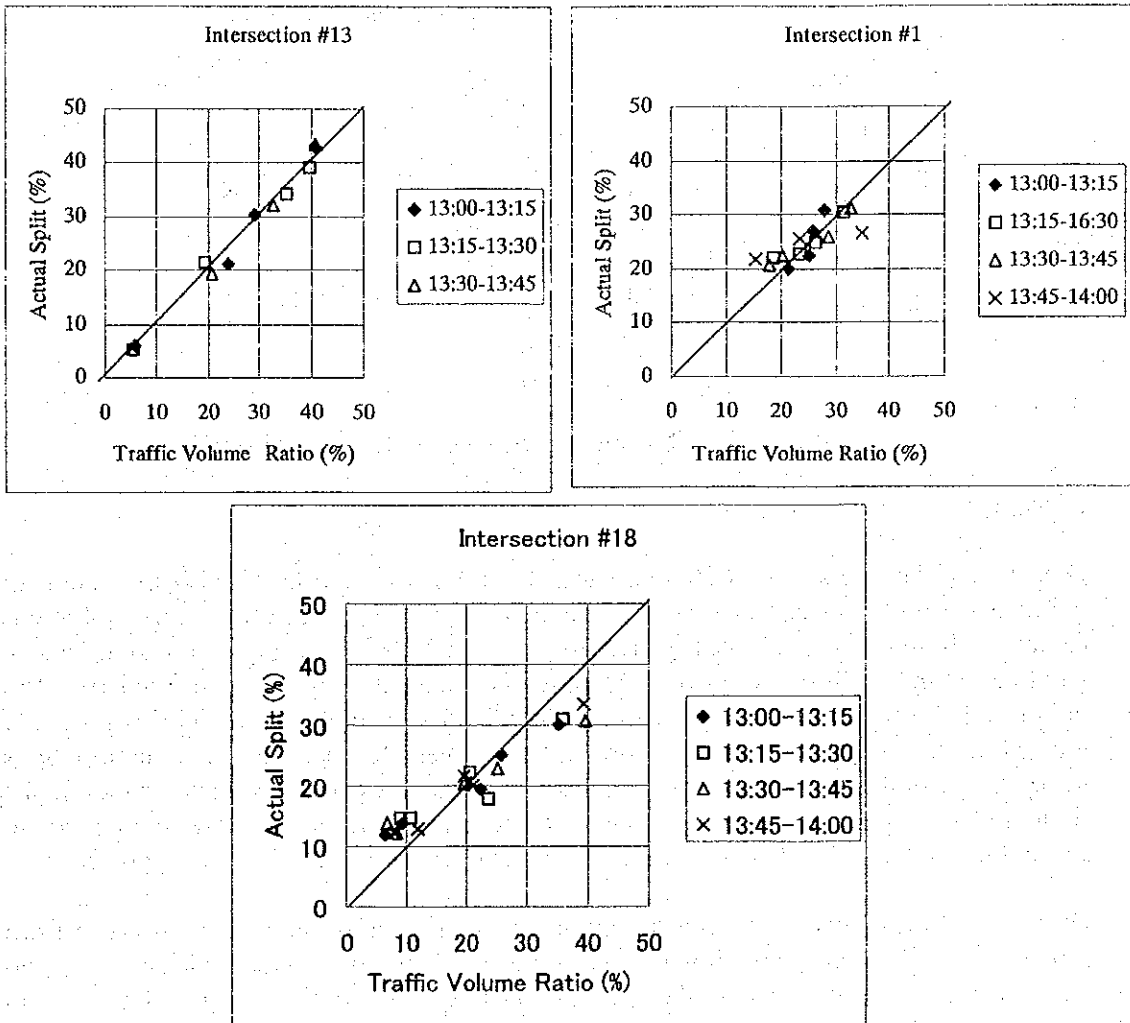 Intersection #13
50
40
30
20
10
0
Actual Split (%)
0 10 20 30 40 50
Traffic Volume Ratio (%)
13:00-13:15
13:15-13:30
13:30-13:45
Intersection #1
50
40
30
20
10
0
Actual Split (%)
0 10 20 30 40 50
Traffic Volume Ratio (%)
13:00-13:15
13:15-16:30
13:30-13:45
13:45-14:00
Intersection #18
50
40
30
20
10
0
Actual Split (%)
0 10 20 30 40 50
Traffic Volume Ratio (%)
13:00-13:15
13:15-13:30
13:30-13:45
13:45-14:00